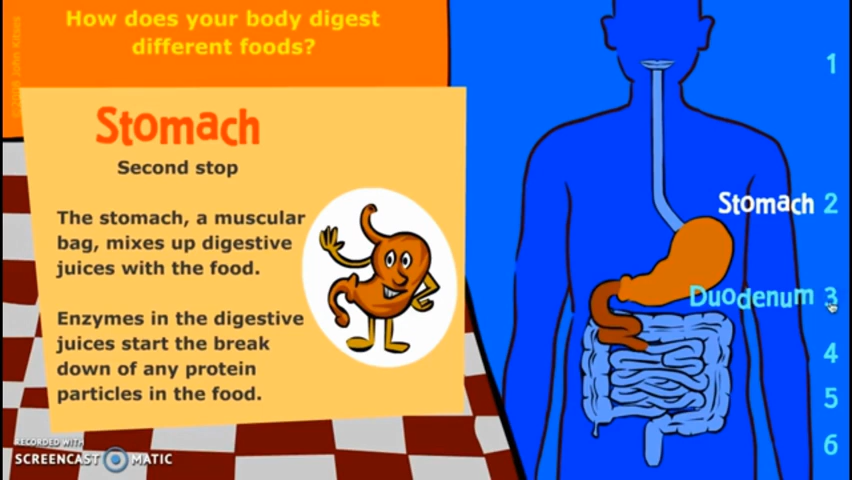 How does your body digest
different foods?
Stomach
Second stop
The stomach, a muscular
bag, mixes up digestive
juices with the food.
Enzymes in the digestive
juices start the break
down of any protein
particles in the food.
1
Stomach 2
Duodenum 3
4
5
6
RECORDED WITH
SCREENCAST MATIC